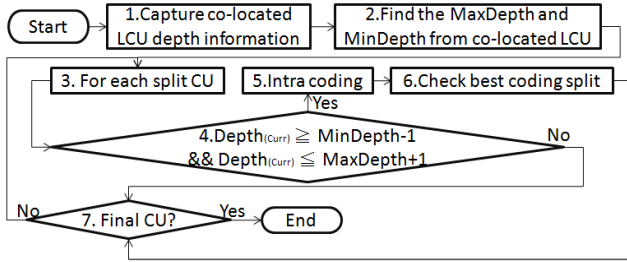 Start
1.Capture co-located
LCU depth information
2.Find the MaxDepth and
MinDepth from co-located LCU
3. For each split CU
5.Intra coding
6.Check best coding split
Yes
4.Depth(Curr) ≧ MinDepth-1
&& Depth(Curr) ≦ MaxDepth+1
No
No
7. Final CU?
Yes
End